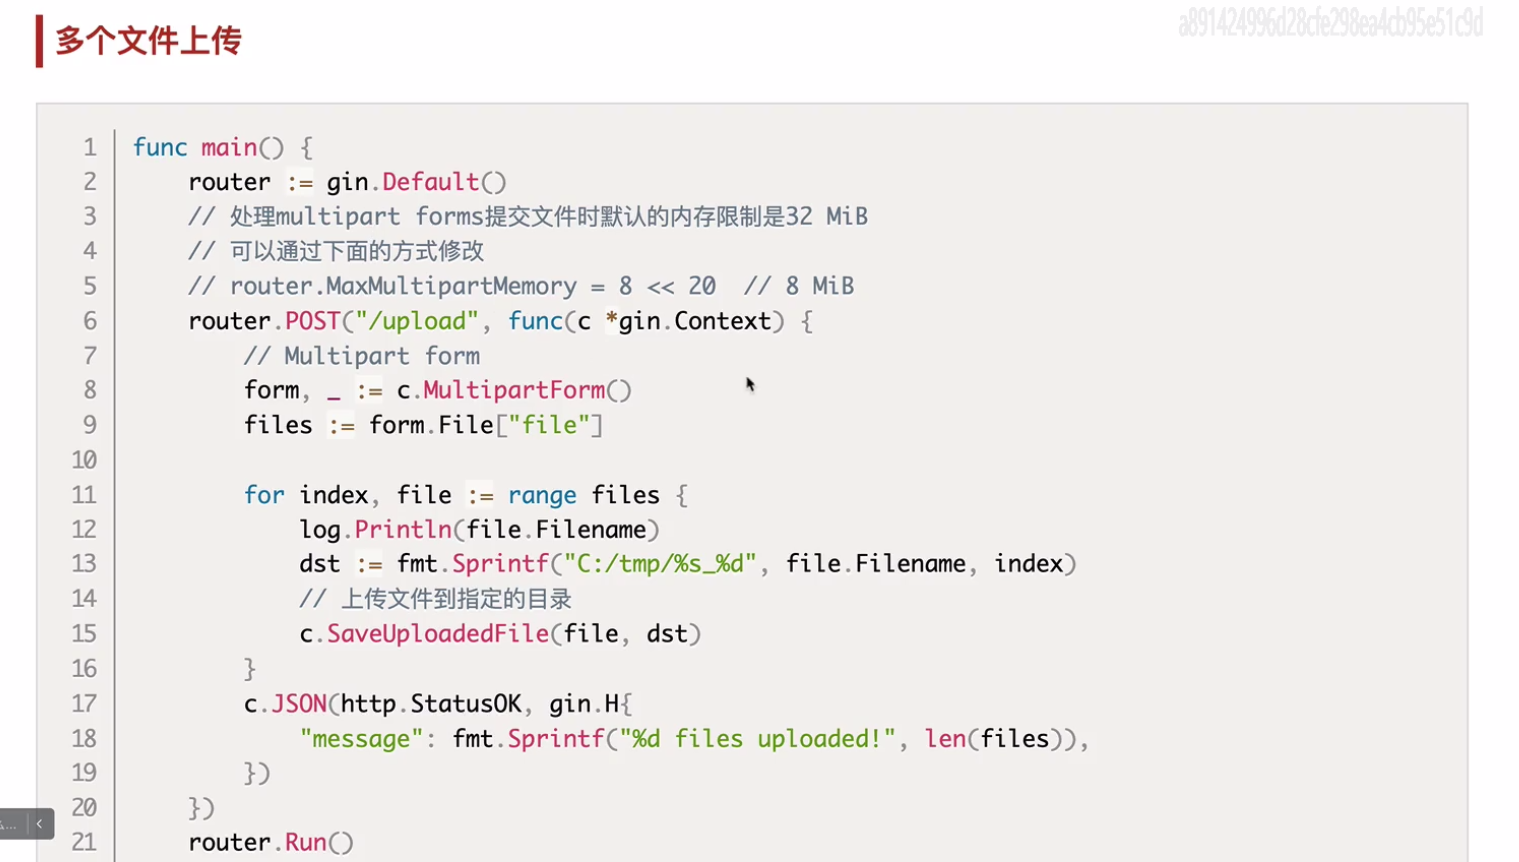 a891424996d28cfe298ea4cb95e51c9d
多个文件上传
1 func main() {
2 router := gin.Default()
3 // 处理multipart forms提交文件时默认的内存限制是32 MiB
4 // 可以通过下面的方式修改
5 // router.MaxMultipartMemory = 8 << 20  // 8 MiB
6 router.POST("/upload", func(c *gin.Context) {
7 // Multipart form
8 form, _ := c.MultipartForm()
9 files := form.File["file"]
10
11 for index, file := range files {
12 log.Println(file.Filename)
13 dst := fmt.Sprintf("C:/tmp/%s_%d", file.Filename, index)
14 // 上传文件到指定的目录
15 c.SaveUploadedFile(file, dst)
16 }
17 c.JSON(http.StatusOK, gin.H{
18 "message": fmt.Sprintf("%d files uploaded!", len(files)),
19 })
20 })
21 router.Run()